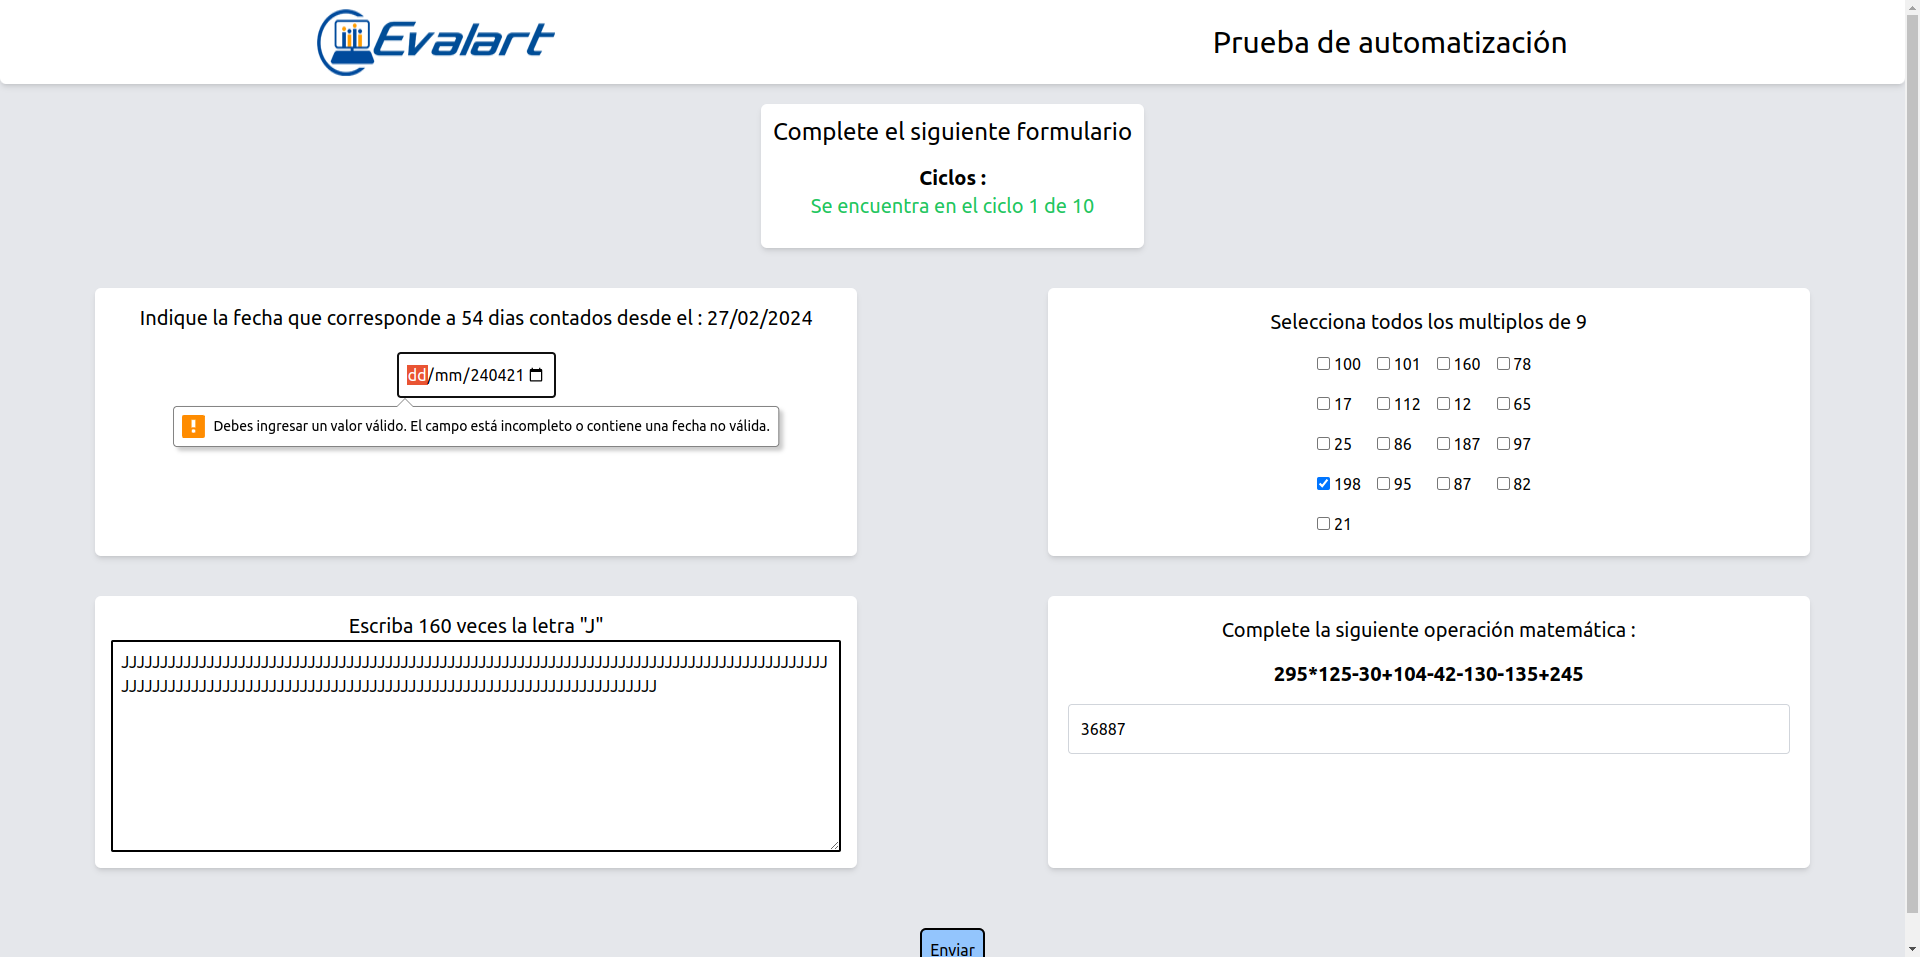 Evalart
Prueba de automatización
Complete el siguiente formulario
Ciclos :
Se encuentra en el ciclo 1 de 10
Indique la fecha que corresponde a 54 dias contados desde el : 27/02/2024
dd/mm/240421
Debes ingresar un valor válido. El campo está incompleto o contiene una fecha no válida.
Selecciona todos los multiplos de 9
100 101 160 78
17 112 12 65
25 86 187 97
198 95 87 82
21
Escriba 160 veces la letra "J"
JJJJJJJJJJJJJJJJJJJJJJJJJJJJJJJJJJJJJJJJJJJJJJJJJJJJJJJJJJJJJJJJJJJJJJJJJJJJJJJJJJJJJJJJJJJ
JJJJJJJJJJJJJJJJJJJJJJJJJJJJJJJJJJJJJJJJJJJJJJJJJJJJJJJJJJJJJJJJJJJJJ
Complete la siguiente operación matemática :
295*125-30+104-42-130-135+245
36887
Enviar